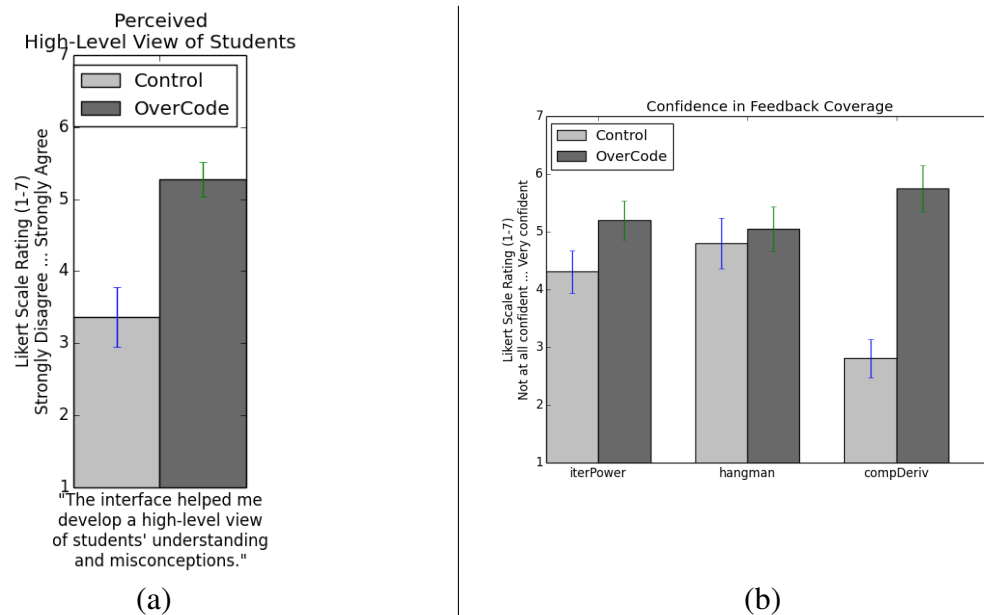 Perceived
High-Level View of Students
7
6
5
4
3
2
1
Likert Scale Rating (1-7)
Strongly Disagree ... Strongly Agree
Control
OverCode
"The interface helped me
develop a high-level view
of students' understanding
and misconceptions."
(a)
Confidence in Feedback Coverage
7
6
5
4
3
2
1
Likert Scale Rating (1-7)
Not at all confident ... Very confident
Control
OverCode
iterPower hangman compDeriv
(b)